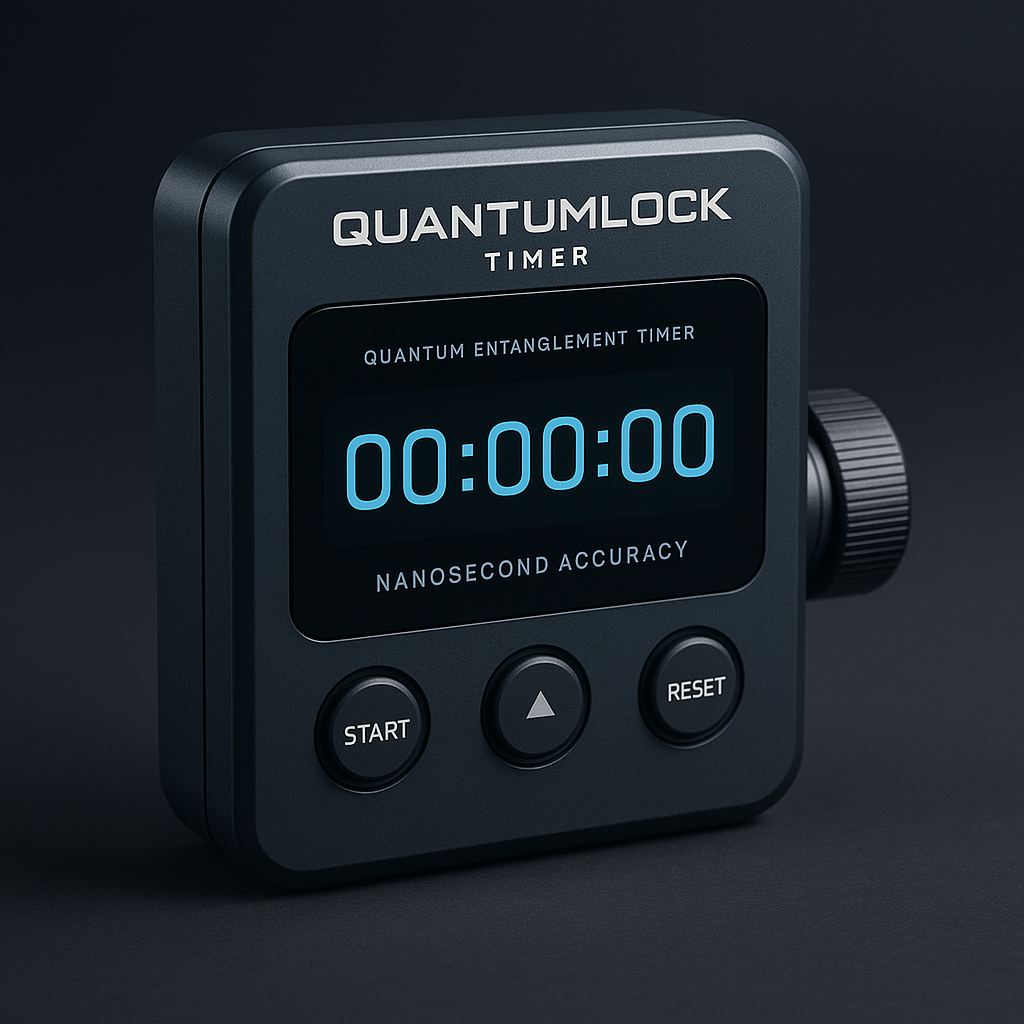 QUANTUMLOCK
TIMER
QUANTUM ENTANGLEMENT TIMER
00:00:00
NANOSECOND ACCURACY
START
RESET